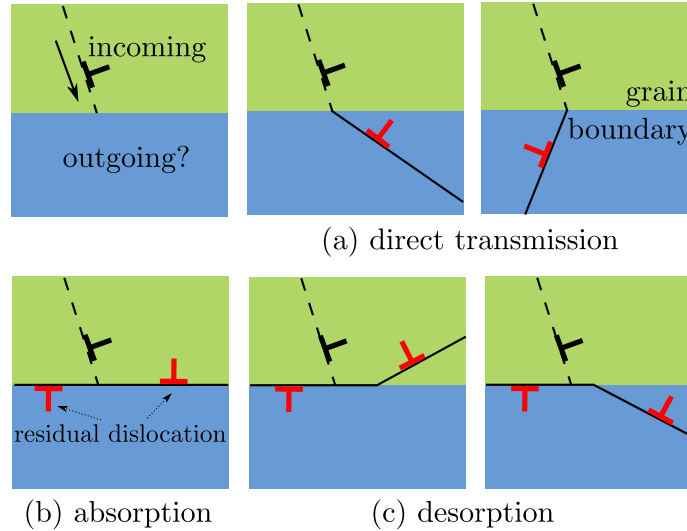 incoming
outgoing?
grain
boundary
(a) direct transmission
residual dislocation
(b) absorption
(c) desorption